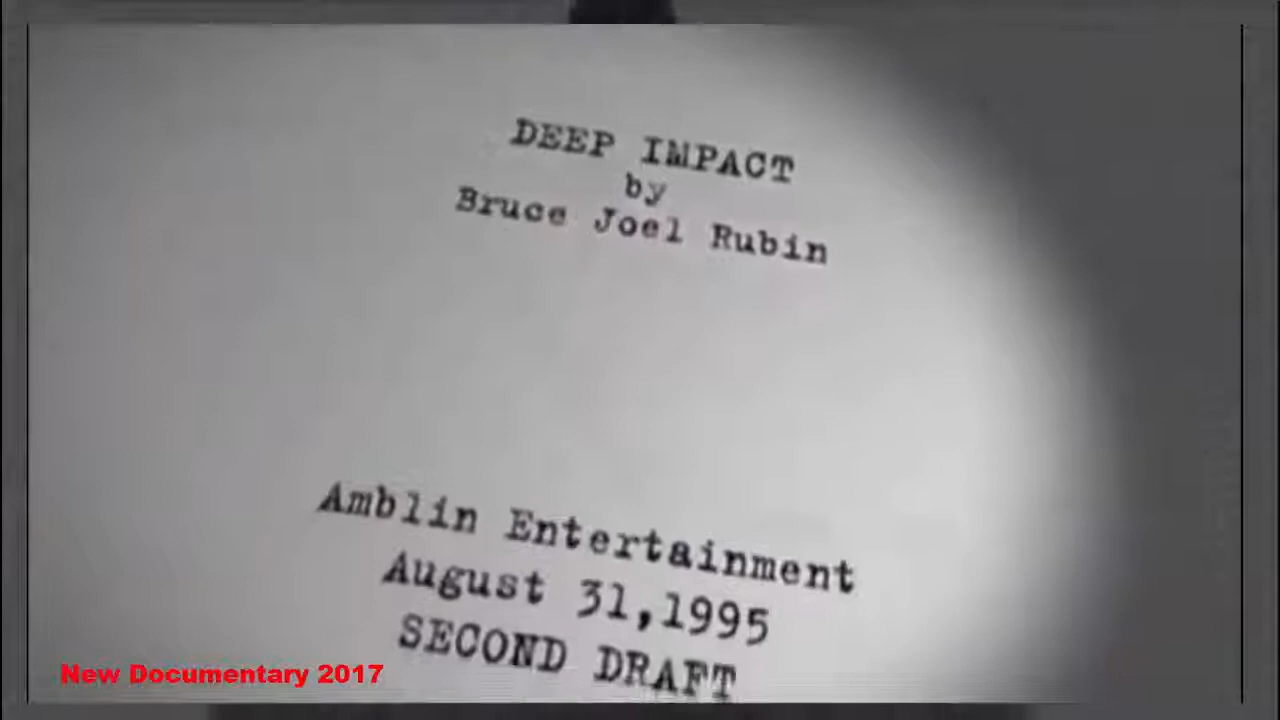 DEEP IMPACT
by
Bruce Joel Rubin
Amblin Entertainment
August 31,1995
SECOND DRAFT
New Documentary 2017